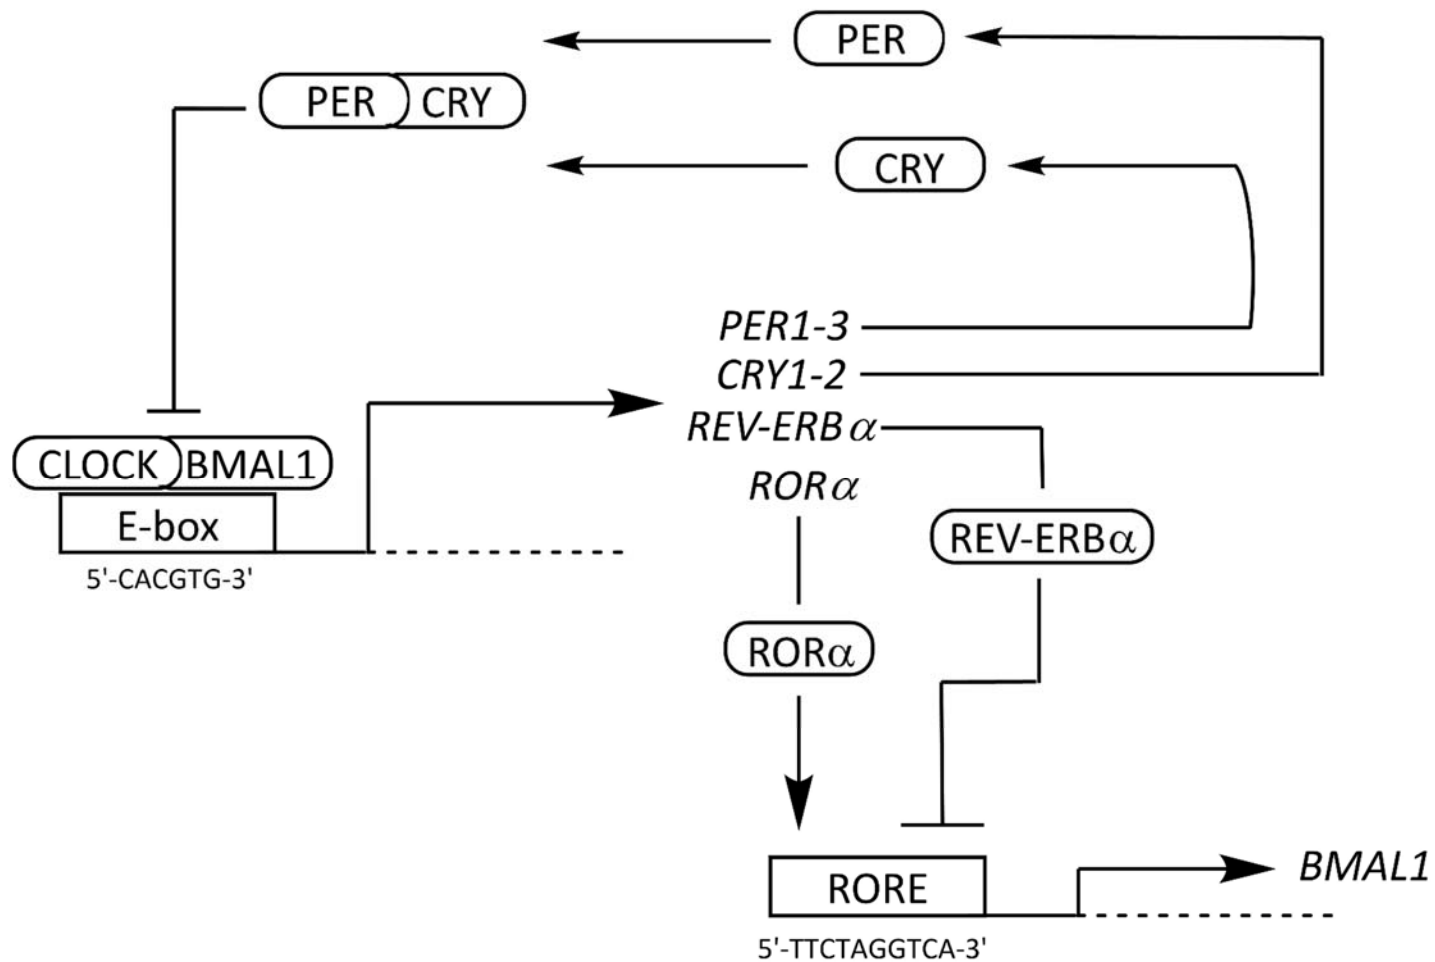 PER
PER CRY
CRY
PER1-3
CRY1-2
REV-ERBα
RORα
CLOCK BMAL1
E-box
5'-CACGTG-3'
REV-ERBα
RORα
RORE
BMAL1
5'-TTCTAGGTCA-3'